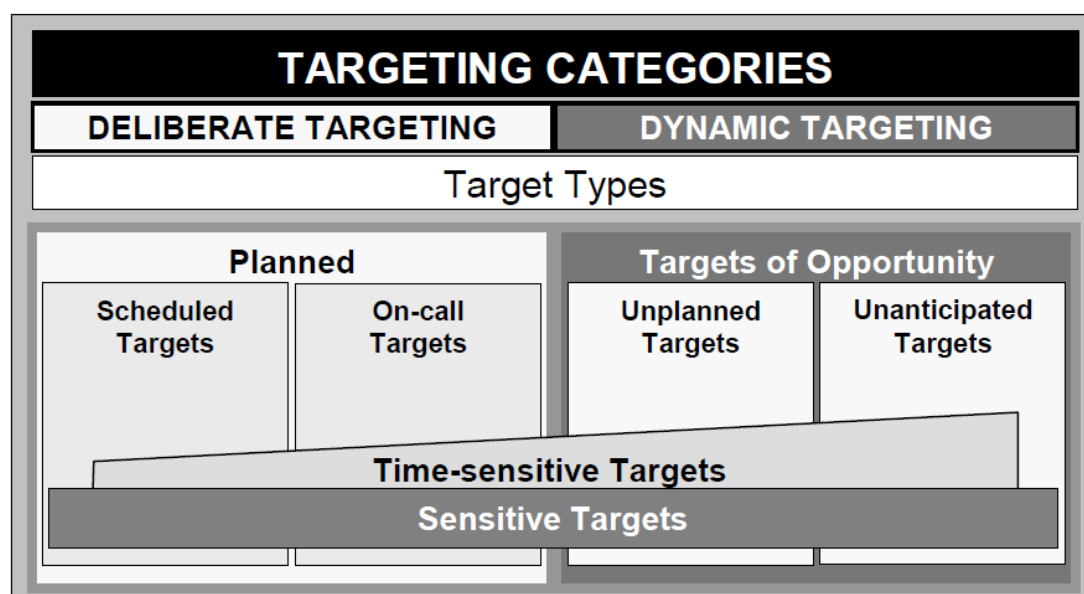 TARGETING CATEGORIES
DELIBERATE TARGETING
DYNAMIC TARGETING
Target Types
Planned
Targets of Opportunity
Scheduled
Targets
On-call
Targets
Unplanned
Targets
Unanticipated
Targets
Time-sensitive Targets
Sensitive Targets